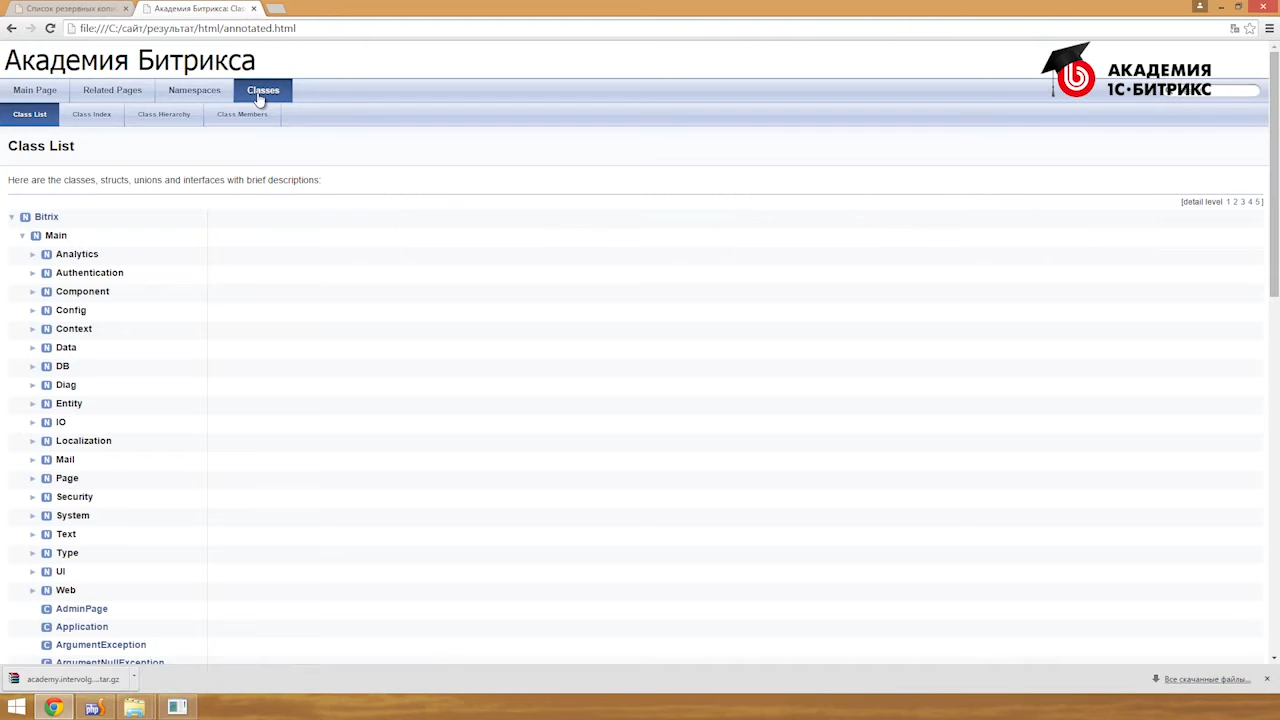 Список резервных копи
Академия Битрикса: Clas
file:///C:/сайт/результат/html/annotated.html
Академия Битрикса
АКАДЕМИЯ
1С·БИТРИКС
Main Page
Related Pages
Namespaces
Classes
Class List
Class Index
Class Hierarchy
Class Members
Class List
Here are the classes, structs, unions and interfaces with brief descriptions:
[detail level 1 2 3 4 5]
N Bitrix
N Main
N Analytics
N Authentication
N Component
N Config
N Context
N Data
N DB
N Diag
N Entity
N IO
N Localization
N Mail
N Page
N Security
N System
N Text
N Type
N UI
N Web
C AdminPage
C Application
C ArgumentException
C ArgumentNullException
academy.intervolg....tar.gz
Все скачанные файлы...
php